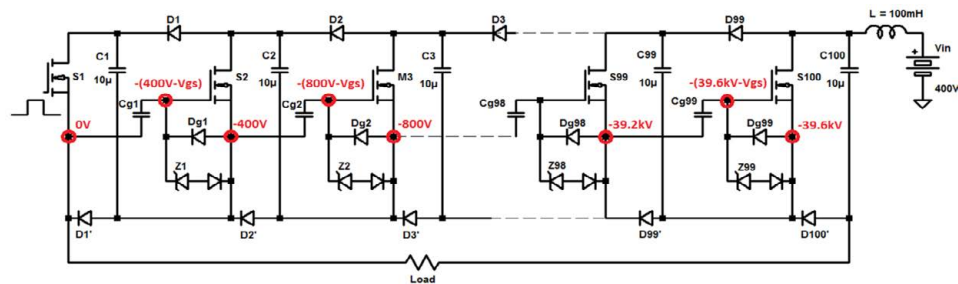 D1 D2 D3 D99 L = 100mH
C1 10µ C2 10µ C3 10µ C99 10µ C100 10µ
Vin + 400V
S1 S2 M3 S99 S100
-(400V-Vgs) -(800V-Vgs) -(39.6kV-Vgs)
Cg1 Cg2 Cg98 Cg99
0V -400V -800V -39.2kV -39.6kV
Dg1 Dg2 Dg98 Dg99
Z1 Z2 Z98 Z99
D1' D2' D3' D99' D100'
Load